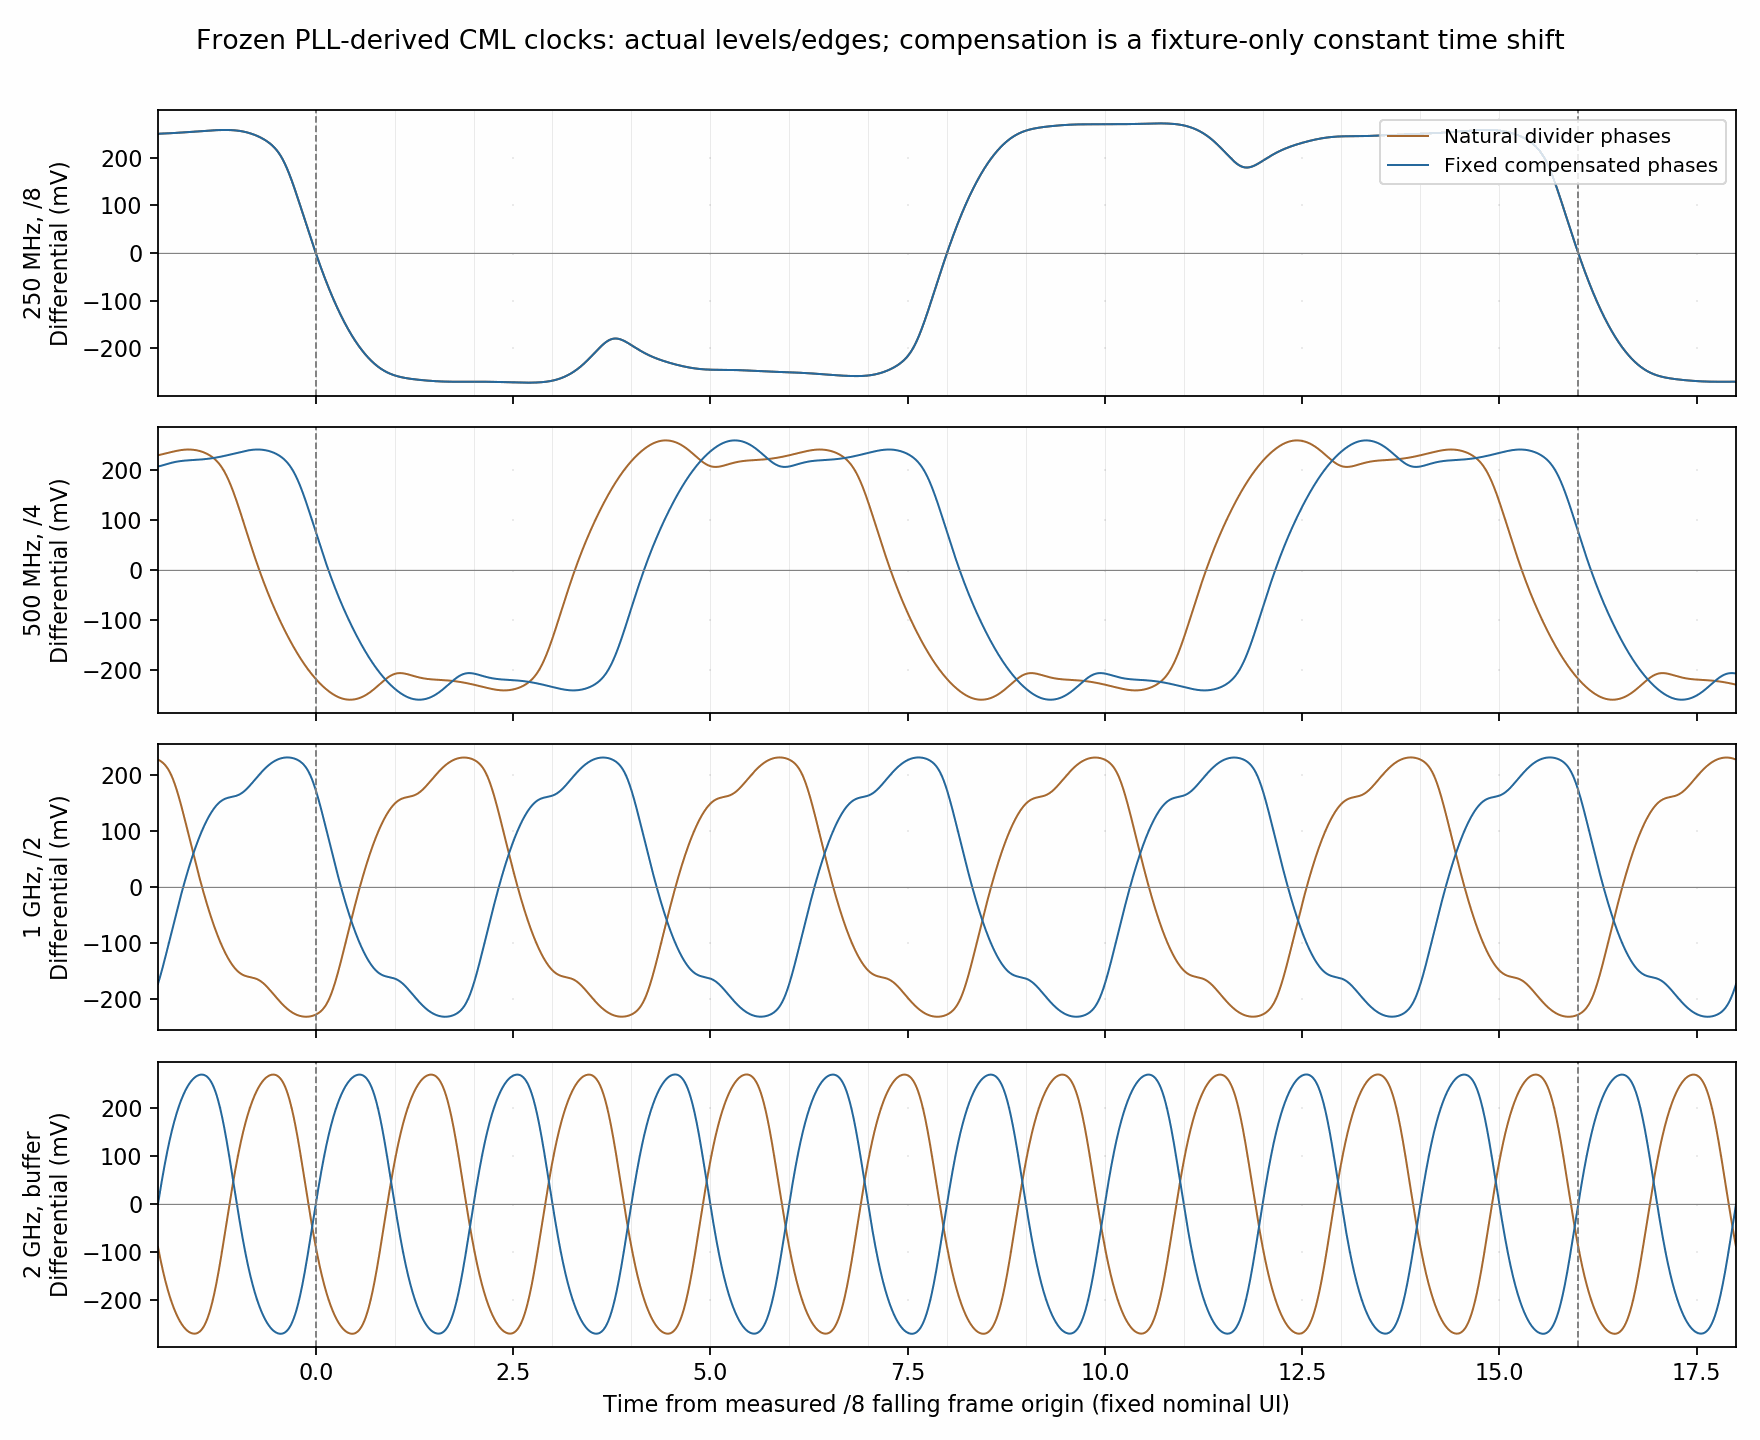 Frozen PLL-derived CML clocks: actual levels/edges; compensation is a fixture-only constant time shift
250 MHz, /8
Differential (mV)
200
100
0
−100
−200
Natural divider phases
Fixed compensated phases
500 MHz, /4
Differential (mV)
200
100
0
−100
−200
1 GHz, /2
Differential (mV)
200
100
0
−100
−200
2 GHz, buffer
Differential (mV)
200
100
0
−100
−200
0.0 2.5 5.0 7.5 10.0 12.5 15.0 17.5
Time from measured /8 falling frame origin (fixed nominal UI)